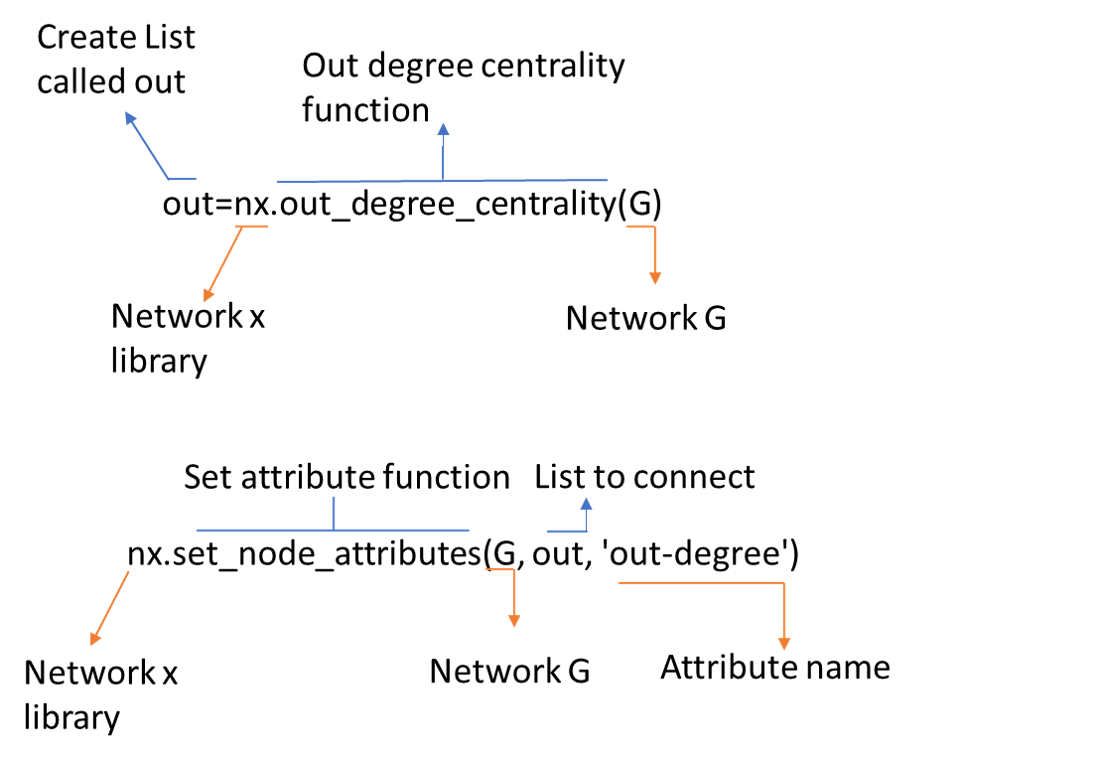 Create List
called out
Out degree centrality
function
out=nx.out_degree_centrality(G)
Network x
library
Network G
Set attribute function
List to connect
nx.set_node_attributes(G, out, 'out-degree')
Network x
library
Network G
Attribute name